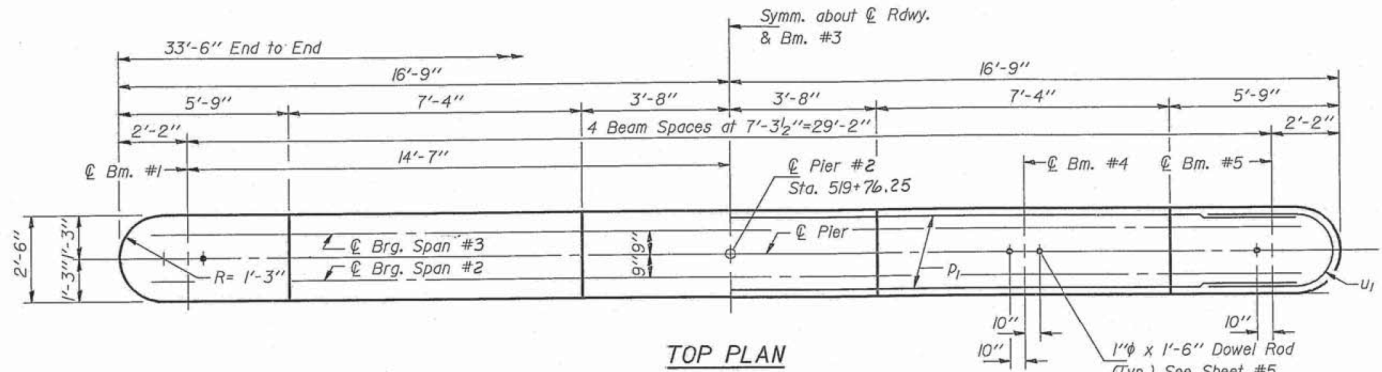 Symm. about ℄ Rdwy.
& Bm. #3
33'-6" End to End
16'-9"
16'-9"
5'-9"
7'-4"
3'-8"
3'-8"
7'-4"
5'-9"
2'-2"
4 Beam Spaces at 7'-3½"=29'-2"
2'-2"
14'-7"
℄ Bm. #1
℄ Pier #2
Sta. 519+76.25
℄ Bm. #4
℄ Bm. #5
2'-6"
1'-3"
1'-3"
R= 1'-3"
℄ Brg. Span #3
℄ Brg. Span #2
9"
9"
℄ Pier
p1
u1
10"
10"
10"
1"φ x 1'-6" Dowel Rod
(Typ.) See Sheet #5
TOP PLAN